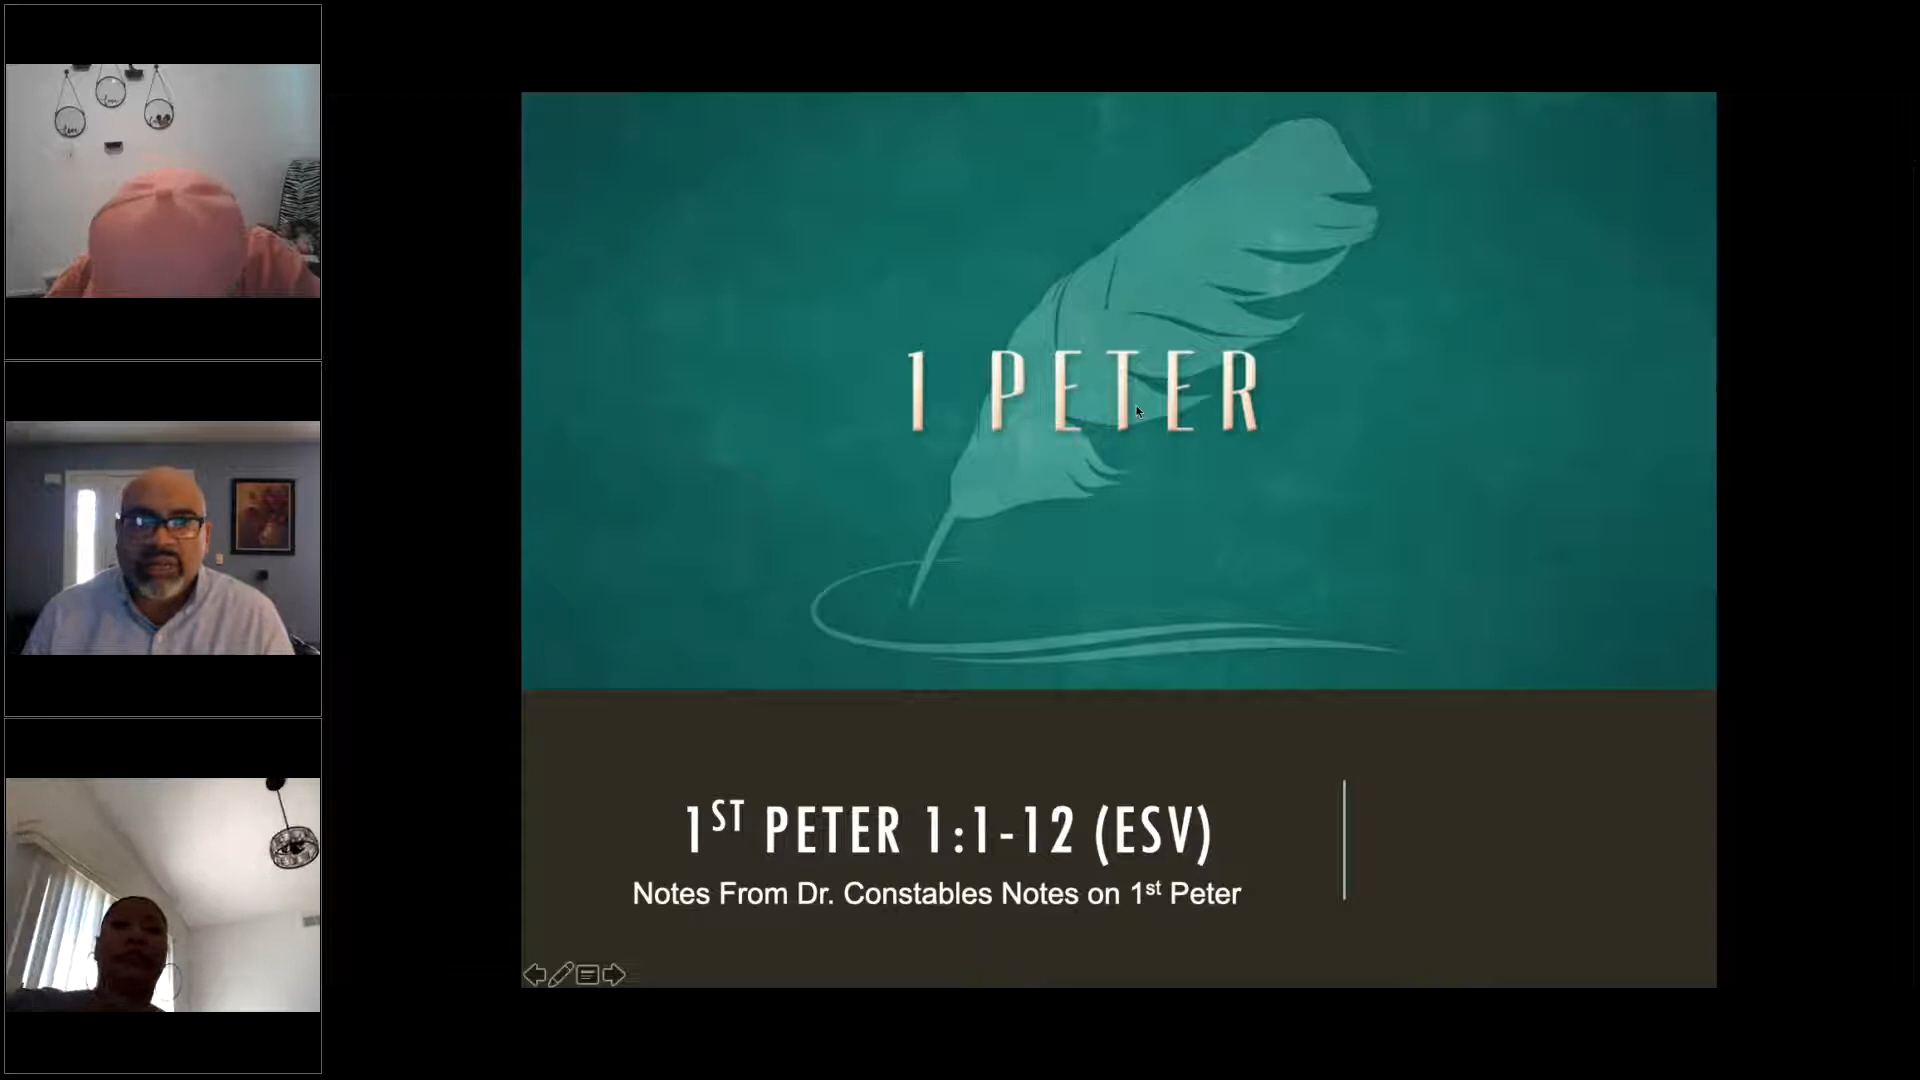 1 PETER
1ST PETER 1:1-12 (ESV)
Notes From Dr. Constables Notes on 1st Peter